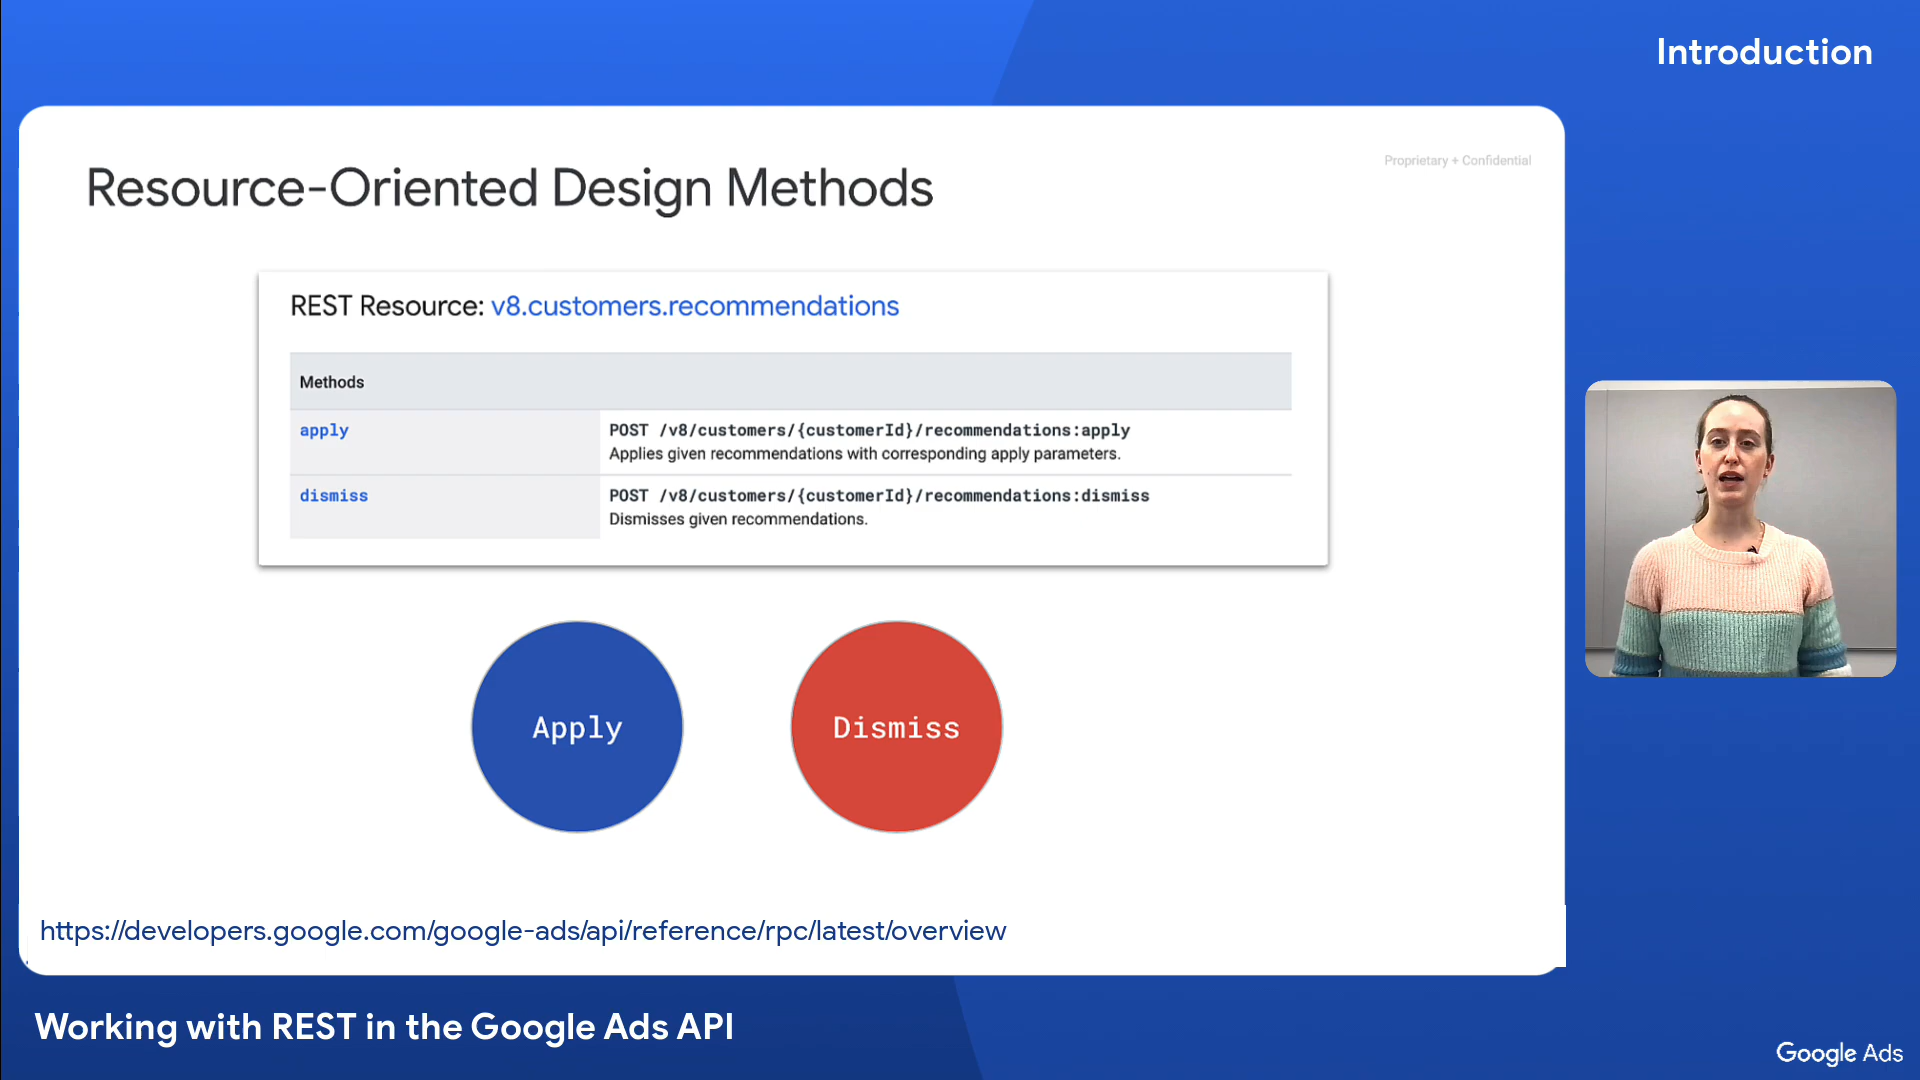 Introduction
Proprietary + Confidential
Resource-Oriented Design Methods
REST Resource: v8.customers.recommendations
Methods
apply
POST /v8/customers/{customerId}/recommendations:apply
Applies given recommendations with corresponding apply parameters.
dismiss
POST /v8/customers/{customerId}/recommendations:dismiss
Dismisses given recommendations.
Apply
Dismiss
https://developers.google.com/google-ads/api/reference/rpc/latest/overview
Working with REST in the Google Ads API
Google Ads